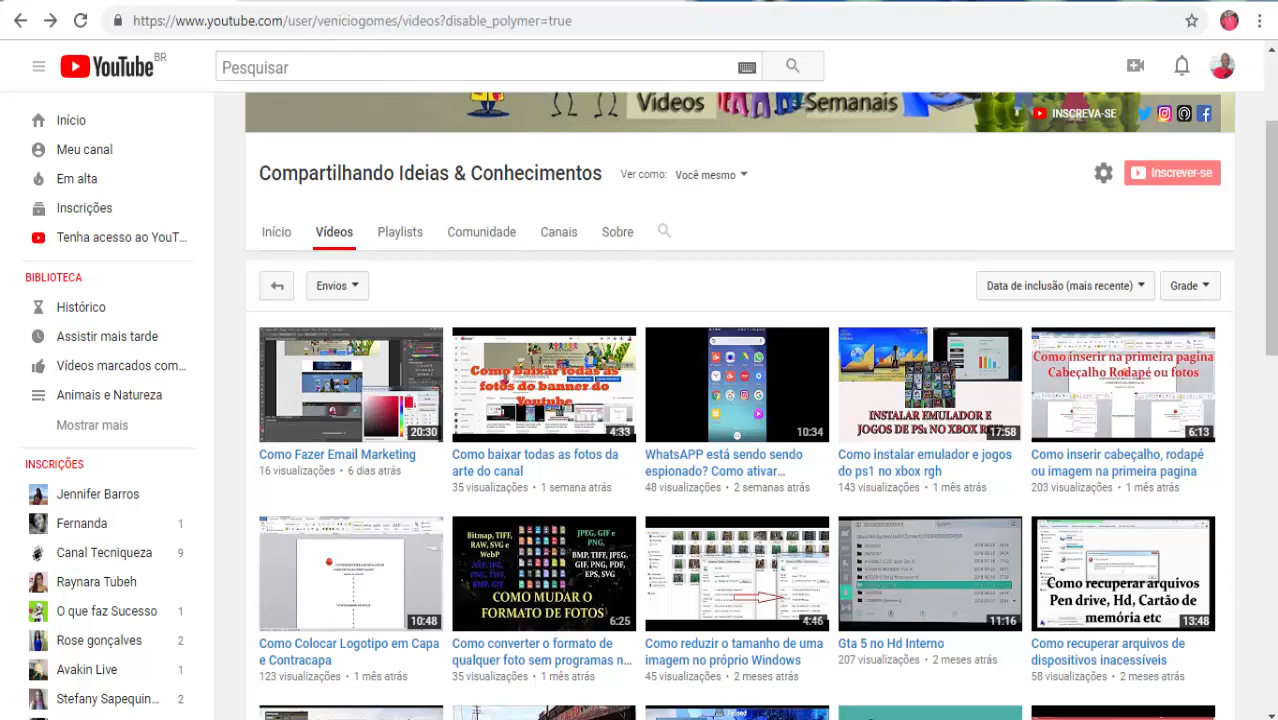 https://www.youtube.com/user/veniciogomes/videos?disable_polymer=true
YouTube BR
Pesquisar
Vídeos Semanais
INSCREVA-SE
Início
Meu canal
Em alta
Inscrições
Tenha acesso ao YouT...
BIBLIOTECA
Histórico
Assistir mais tarde
Vídeos marcados com...
Animais e Natureza
Mostrar mais
INSCRIÇÕES
Jennifer Barros
Fernanda 1
Canal Tecniqueza 9
Raynara Tubeh
O que faz Sucesso 1
Rose gonçalves 2
Avakin Live 1
Stefany Sapequin... 2
Compartilhando Ideias & Conhecimentos
Ver como: Você mesmo
Inscrever-se
Início Vídeos Playlists Comunidade Canais Sobre
Envios
Data de inclusão (mais recente)
Grade
20:30
Como Fazer Email Marketing
16 visualizações • 6 dias atrás
Como baixar todas as
fotos do banner do
Youtube
4:33
Como baixar todas as fotos da
arte do canal
35 visualizações • 1 semana atrás
10:34
WhatsAPP está sendo sendo
espionado? Como ativar...
48 visualizações • 2 semanas atrás
INSTALAR EMULADOR E
JOGOS DE PS1 NO XBOX RGH
17:58
Como instalar emulador e jogos
do ps1 no xbox rgh
143 visualizações • 1 mês atrás
Como inserir na primeira pagina
Cabeçalho Rodapé ou fotos
6:13
Como inserir cabeçalho, rodapé
ou imagem na primeira pagina
203 visualizações • 1 mês atrás
10:48
Como Colocar Logotipo em Capa
e Contracapa
123 visualizações • 1 mês atrás
Bitmap, TIFF,
RAW, SVG e
WebP
JPEG, GIF e
PNG,
BMP, TIFF, JPEG,
GIF, PNG, PDF,
EPS, SVG
COMO MUDAR O
FORMATO DE FOTOS
6:25
Como converter o formato de
qualquer foto sem programas n...
35 visualizações • 1 mês atrás
4:46
Como reduzir o tamanho de uma
imagem no próprio Windows
45 visualizações • 2 meses atrás
System
11:16
Gta 5 no Hd Interno
207 visualizações • 2 meses atrás
Como recuperar arquivos
Pen drive, Hd, Cartão de
memória etc
13:48
Como recuperar arquivos de
dispositivos inacessíveis
58 visualizações • 2 meses atrás